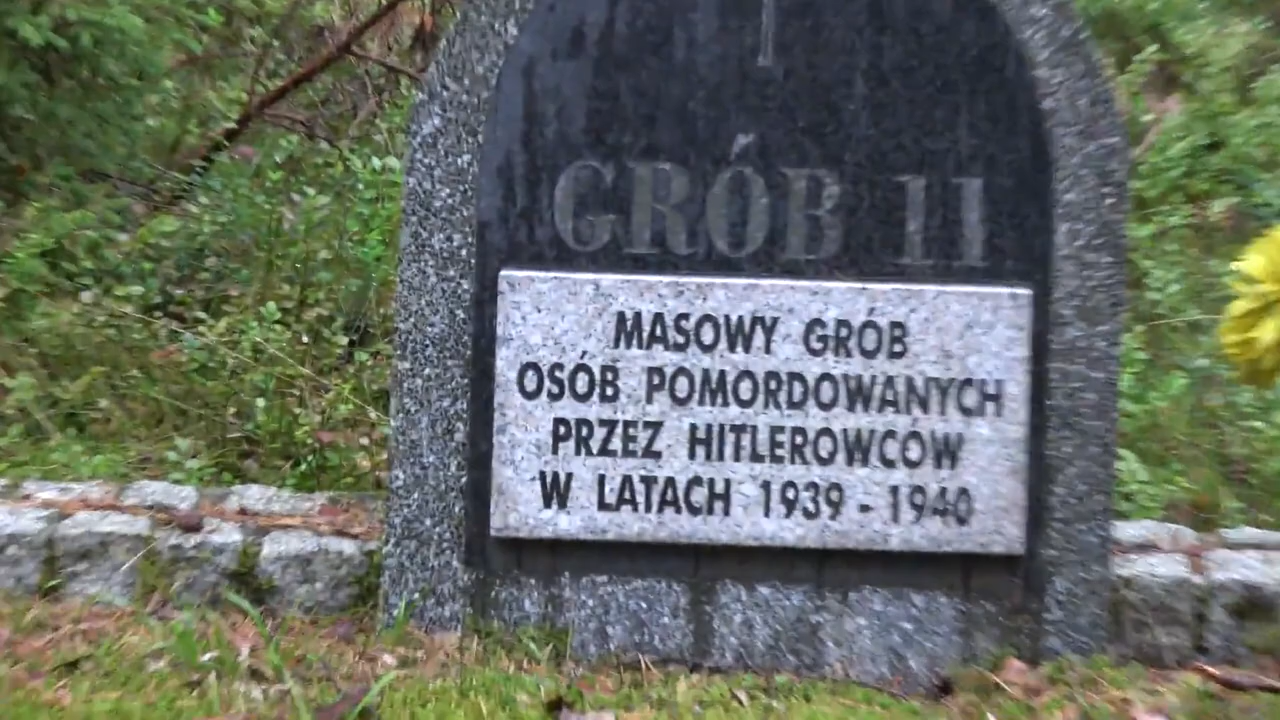 GRÓB 11
MASOWY GRÓB
OSÓB POMORDOWANYCH
PRZEZ HITLEROWCÓW
W LATACH 1939 - 1940